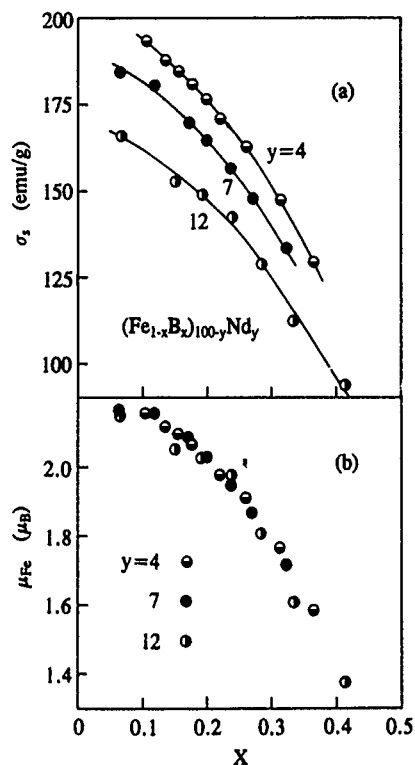 200
(a)
175
y=4
σs (emu/g)
7
150
12
125
(Fe1-xBx)100-yNdy
100
(b)
2.0
μFe (μB)
1.8
y=4
7
1.6
12
1.4
0 0.1 0.2 0.3 0.4 0.5
X